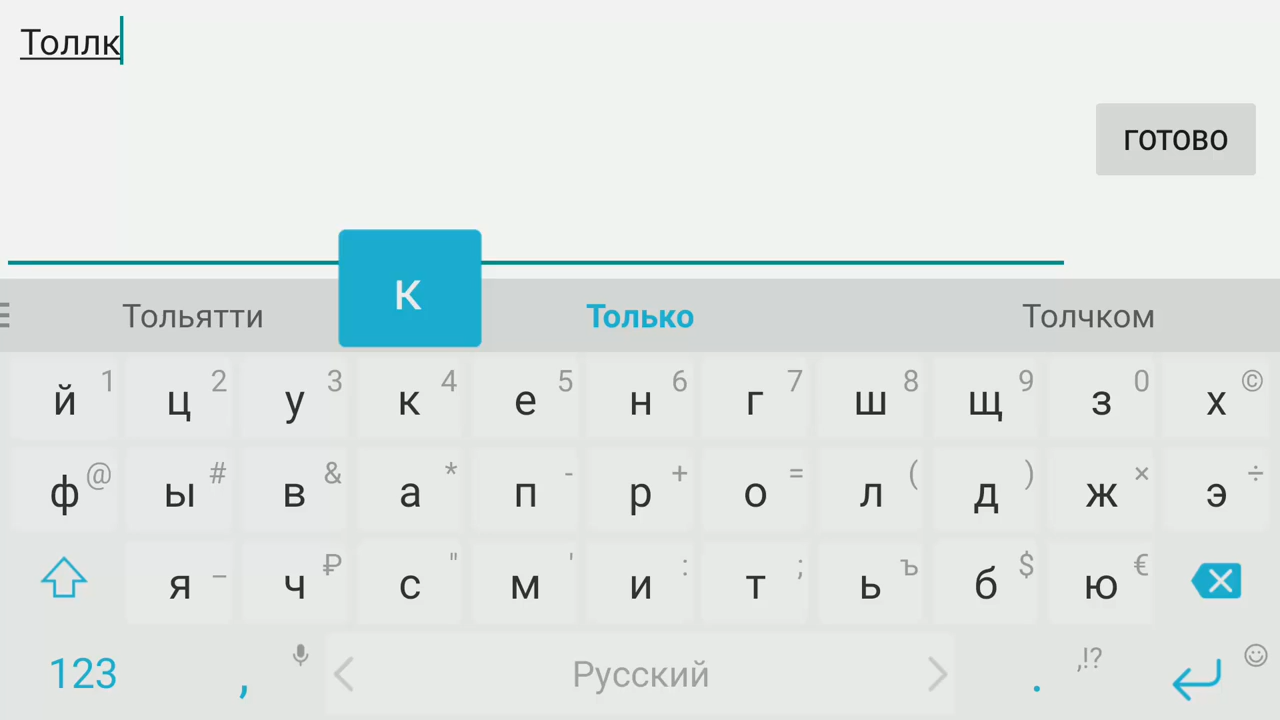 Толлк
готово
Тольятти К Только Толчком
й 1 ц 2 у 3 к 4 е 5 н 6 г 7 ш 8 щ 9 з 0 х ©
ф @ ы # в & а * п - р + о = л ( д ) ж × э ÷
я _ ч ₽ с " м ' и : т ; ь ъ б $ ю €
123 , < Русский > . ,!?